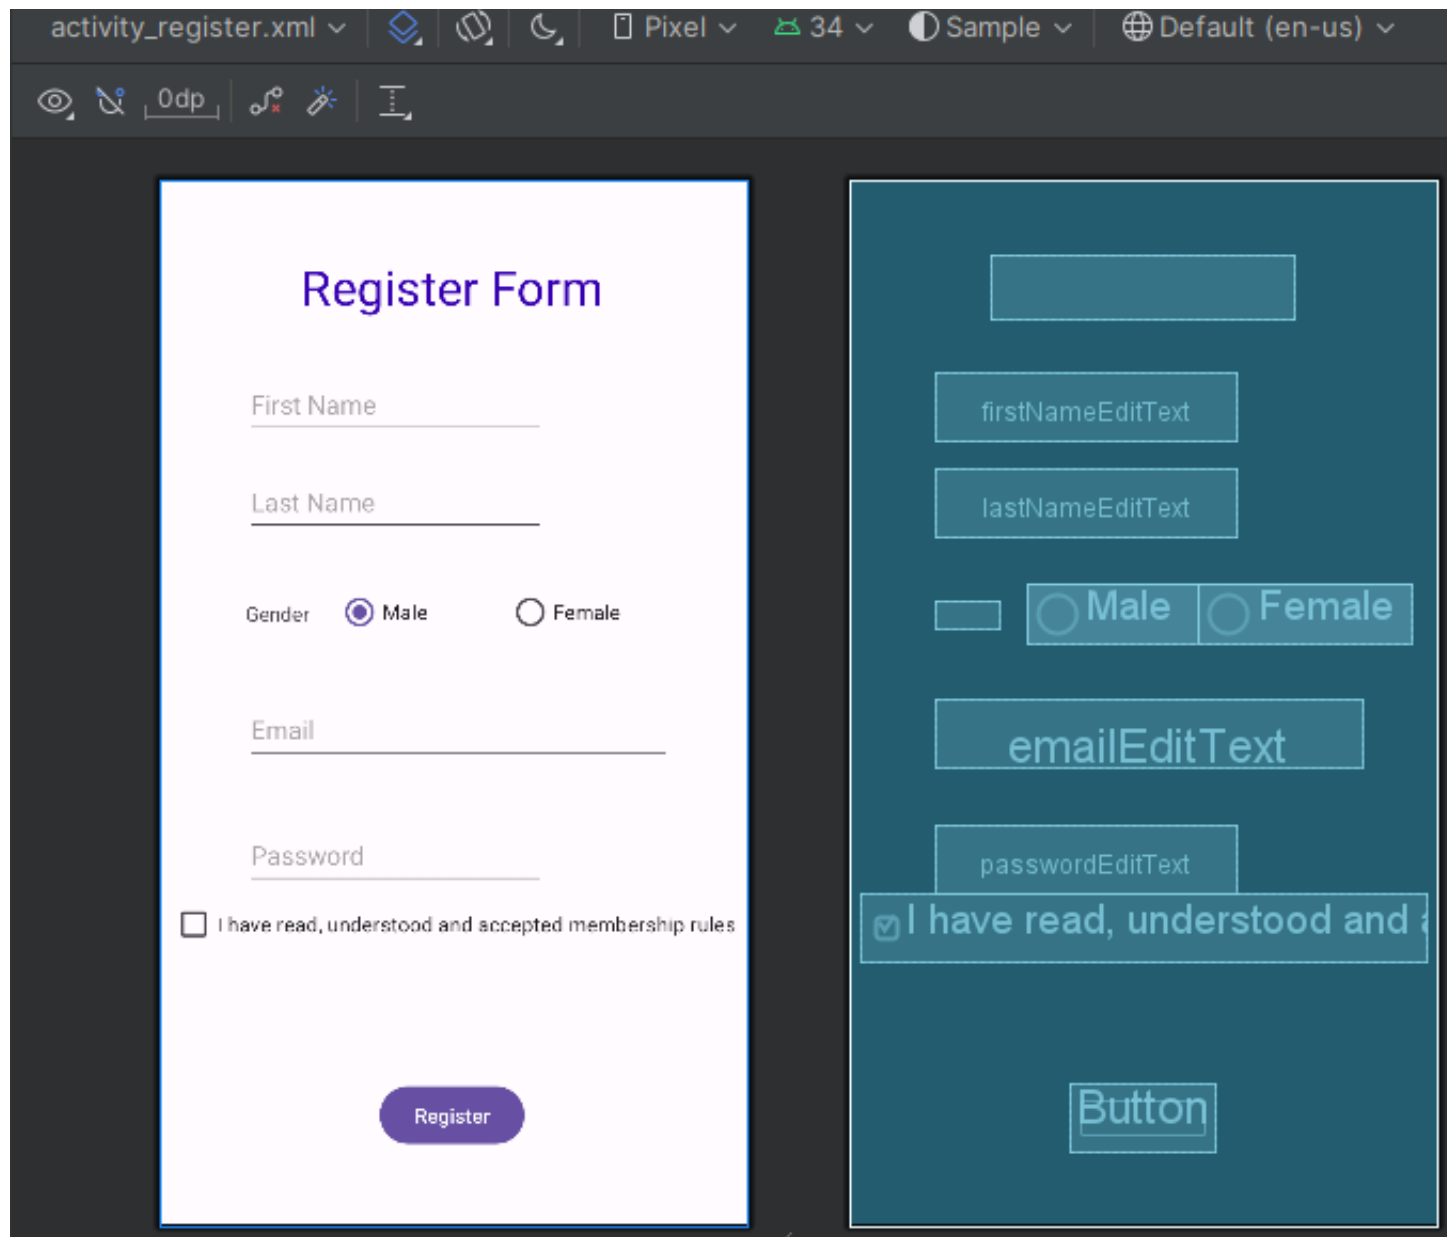 activity_register.xml Pixel 34 Sample Default (en-us)
0dp
Register Form
First Name
Last Name
Gender Male Female
Email
Password
I have read, understood and accepted membership rules
Register
firstNameEditText
lastNameEditText
Male Female
emailEditText
passwordEditText
I have read, understood and a
Button